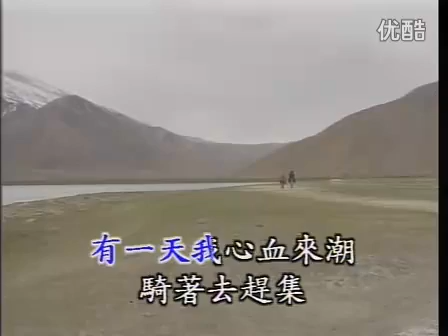 优酷
有一天我心血來潮
騎著去趕集